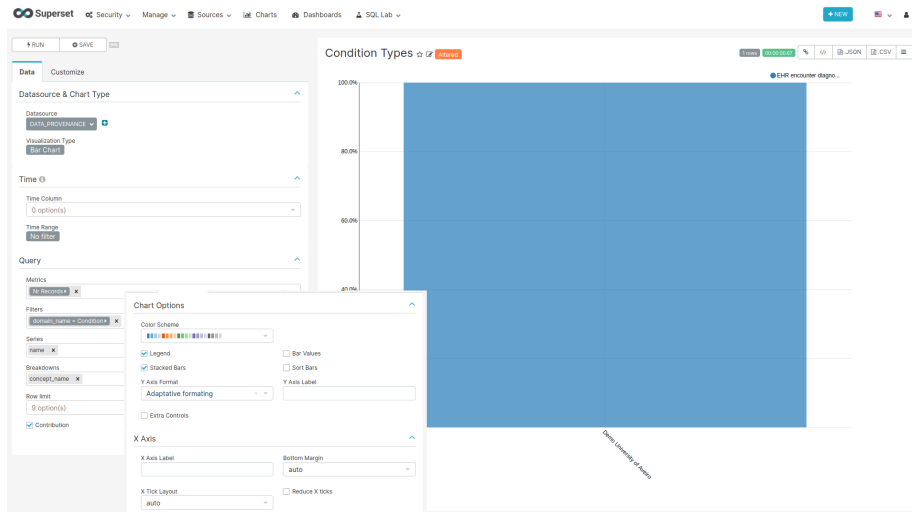 Superset Security Manage Sources Charts Dashboards SQL Lab + NEW
RUN SAVE
Data Customize
Datasource & Chart Type
Datasource
DATA_PROVENANCE
Visualization Type
Bar Chart
Time
Time Column
0 option(s)
Time Range
No filter
Query
Metrics
Nr Records x
Filters
domain_name = Condition x
Series
name x
Breakdowns
concept_name x
Row limit
9 option(s)
Contribution
Chart Options
Color Scheme
Legend Bar Values
Stacked Bars Sort Bars
Y Axis Format Y Axis Label
Adaptative formating
Extra Controls
X Axis
X Axis Label Bottom Margin
auto
X Tick Layout Reduce X ticks
auto
Condition Types Altered 1 rows 00:00:00.67 </> .JSON .CSV
EHR encounter diagno...
100.0%
80.0%
60.0%
40.0%
Demo University of Aveiro